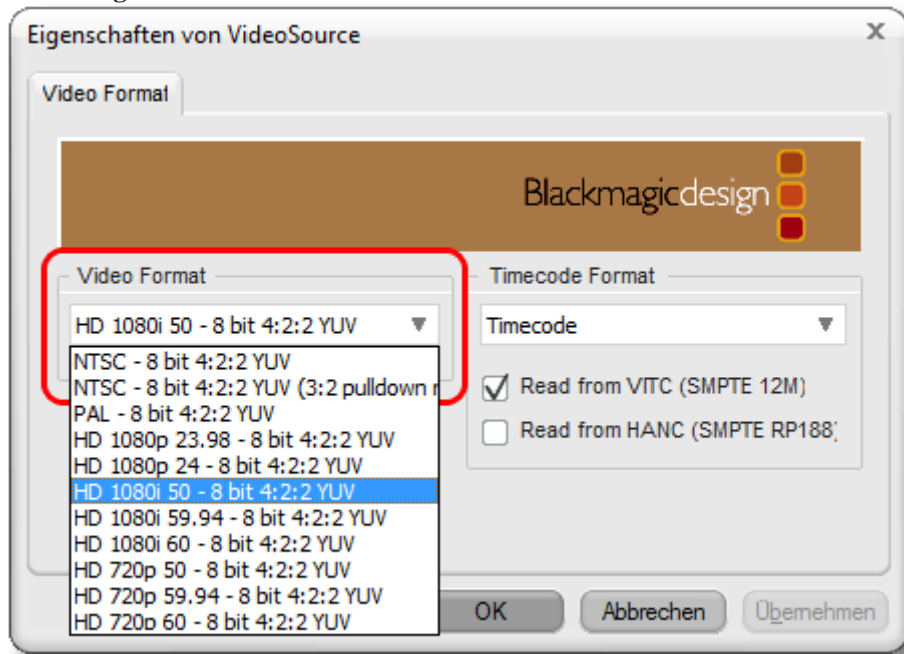 Eigenschaften von VideoSource
Video Format
Blackmagicdesign
Video Format
HD 1080i 50 - 8 bit 4:2:2 YUV
NTSC - 8 bit 4:2:2 YUV
NTSC - 8 bit 4:2:2 YUV (3:2 pulldown r
PAL - 8 bit 4:2:2 YUV
HD 1080p 23.98 - 8 bit 4:2:2 YUV
HD 1080p 24 - 8 bit 4:2:2 YUV
HD 1080i 50 - 8 bit 4:2:2 YUV
HD 1080i 59.94 - 8 bit 4:2:2 YUV
HD 1080i 60 - 8 bit 4:2:2 YUV
HD 720p 50 - 8 bit 4:2:2 YUV
HD 720p 59.94 - 8 bit 4:2:2 YUV
HD 720p 60 - 8 bit 4:2:2 YUV
Timecode Format
Timecode
Read from VITC (SMPTE 12M)
Read from HANC (SMPTE RP188)
OK
Abbrechen
Übernehmen